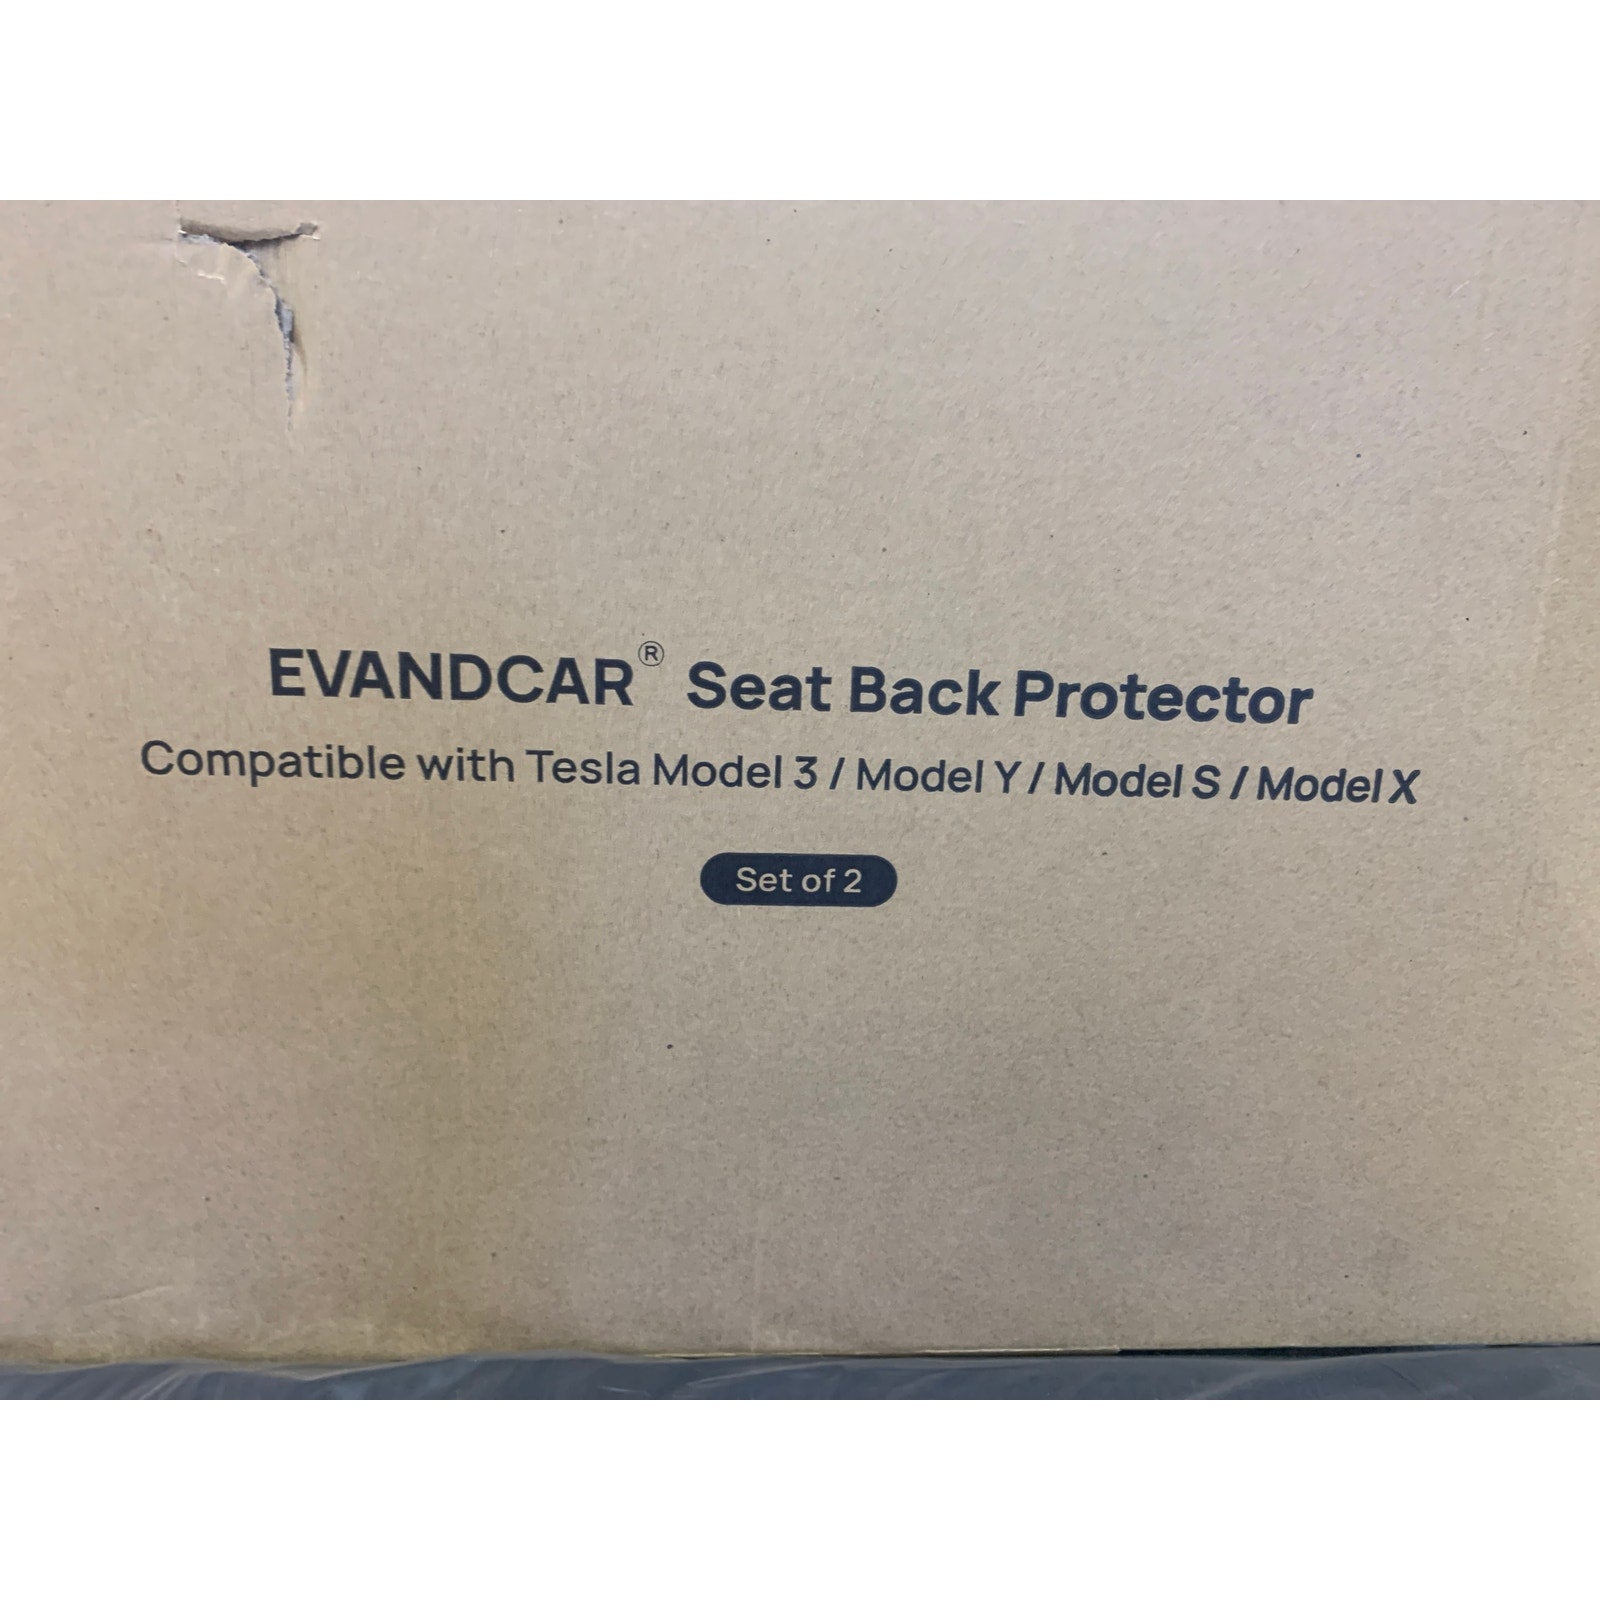 EVANDCAR® Seat Back Protector
Compatible with Tesla Model 3 / Model Y / Model S / Model X
Set of 2